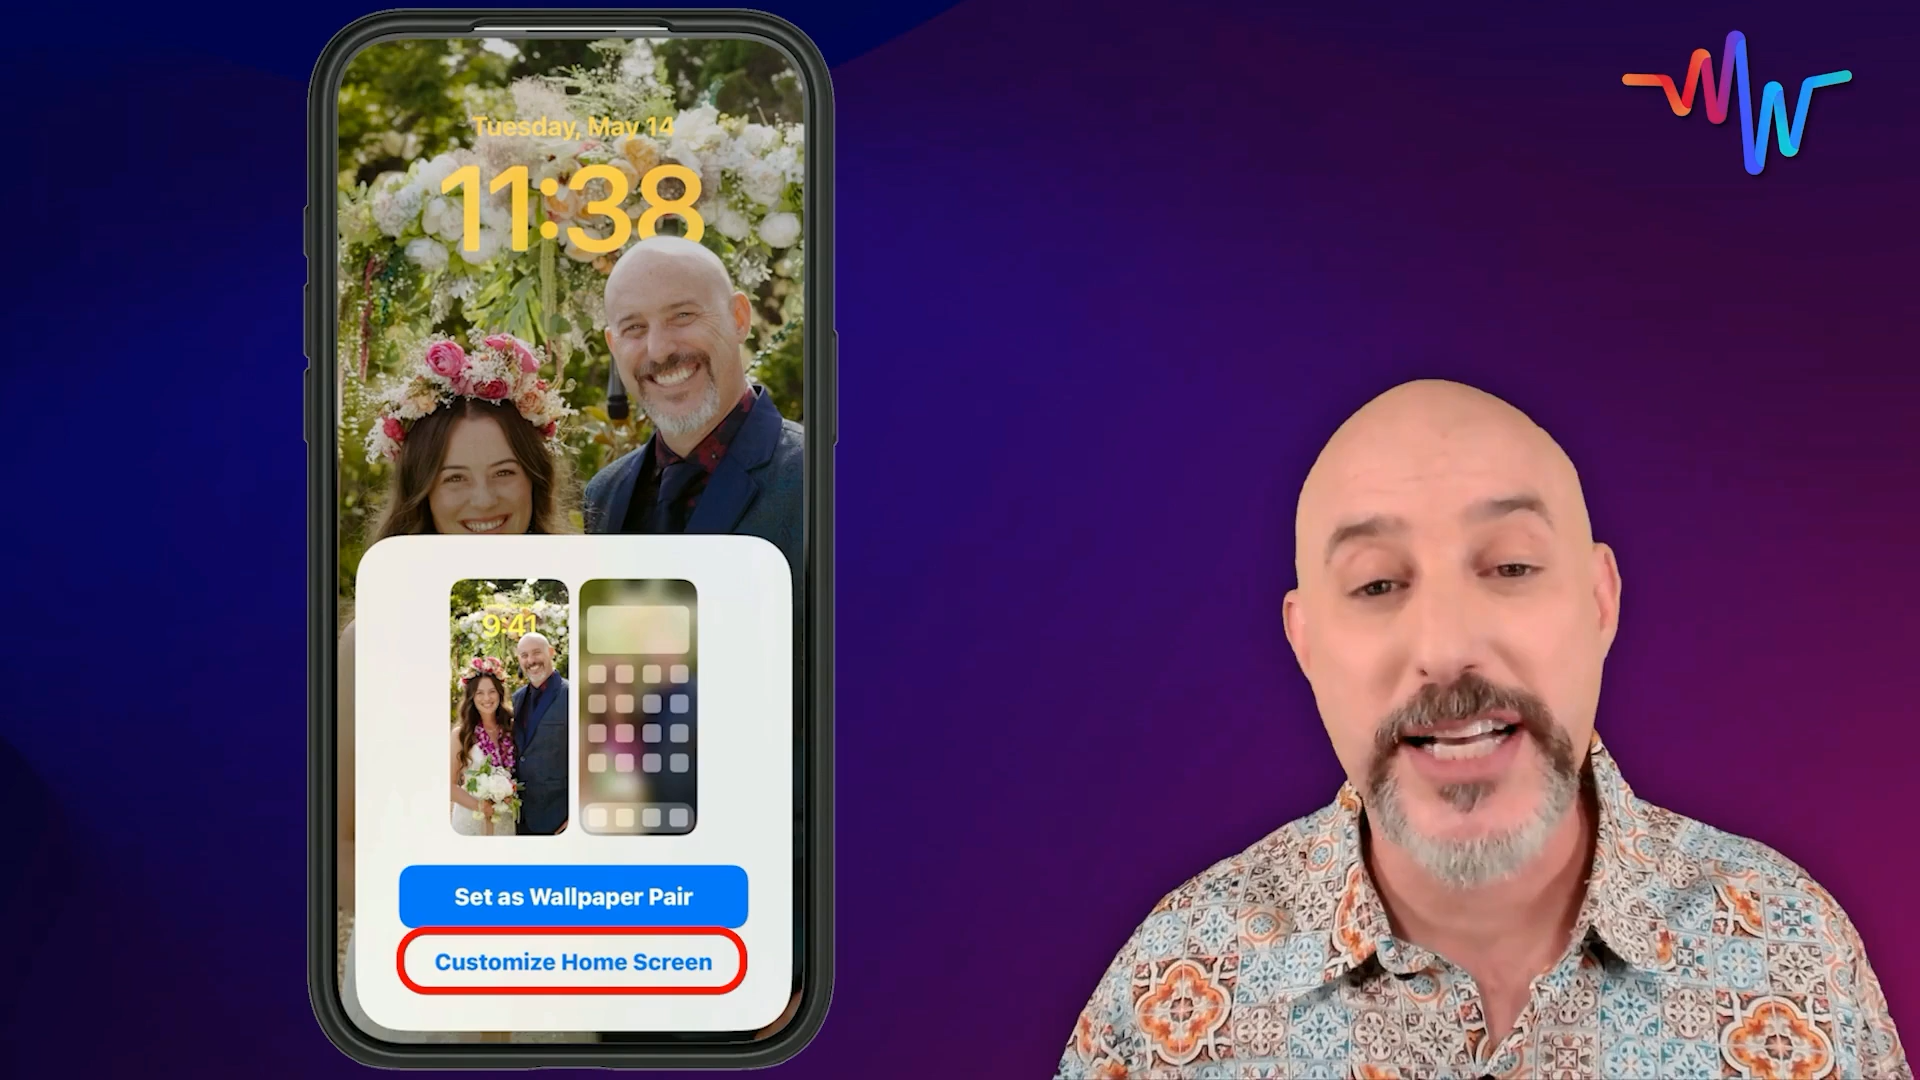 Tuesday, May 14
11:38
9:41
Set as Wallpaper Pair
Customize Home Screen